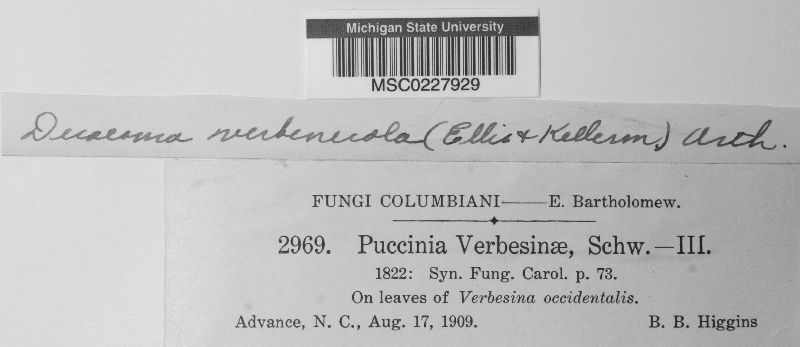 Michigan State University
MSC0227929
Dicaeoma verbenicola (Ellis & Kellerm.) Arth.
FUNGI COLUMBIANI——E. Bartholomew.
2969. Puccinia Verbesinæ, Schw.—III.
1822: Syn. Fung. Carol. p. 73.
On leaves of Verbesina occidentalis.
Advance, N. C., Aug. 17, 1909. B. B. Higgins